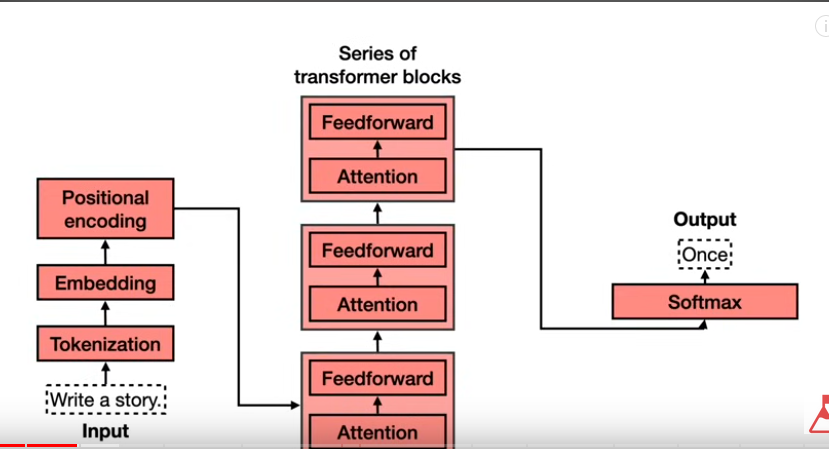 Series of
transformer blocks
Feedforward
Attention
Feedforward
Attention
Feedforward
Attention
Positional
encoding
Embedding
Tokenization
Write a story.
Input
Output
Once
Softmax